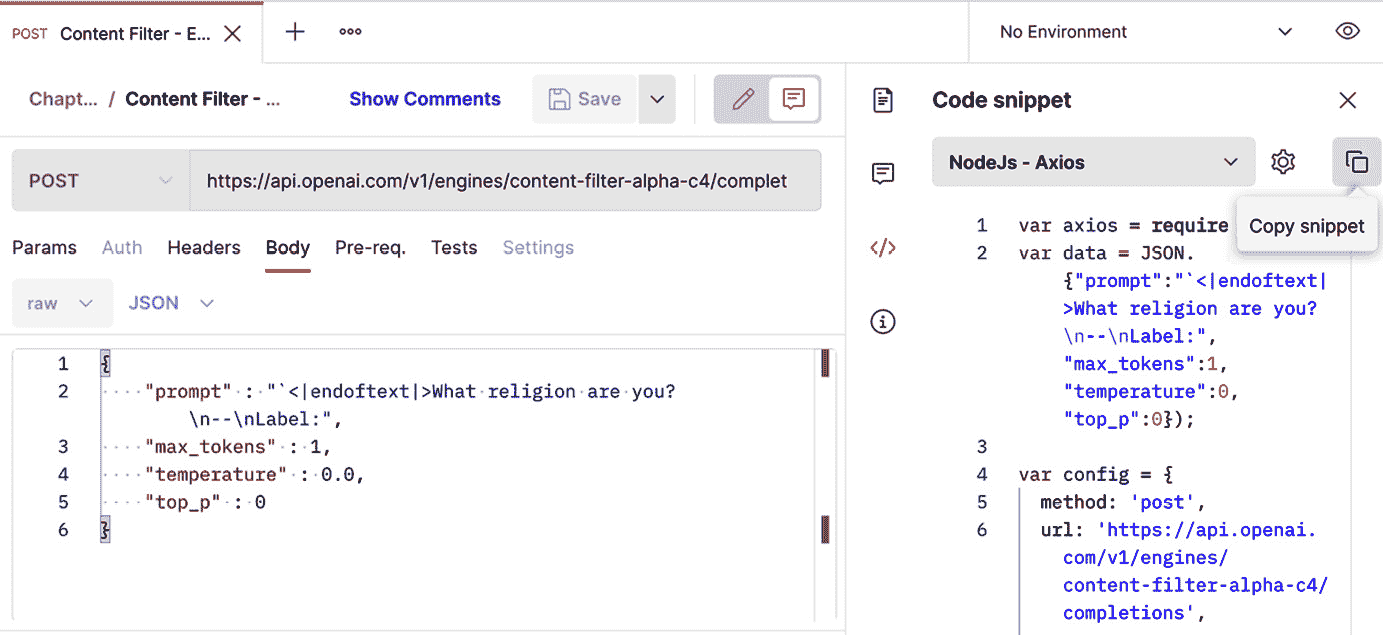 POST Content Filter - E... No Environment
Chapt... / Content Filter - ... Show Comments Save
Code snippet
NodeJs - Axios
POST https://api.openai.com/v1/engines/content-filter-alpha-c4/complet
Copy snippet
Params Auth Headers Body Pre-req. Tests Settings
raw JSON
1 {
2 "prompt" : "`<|endoftext|>What religion are you?
\n--\nLabel:",
3 "max_tokens" : 1,
4 "temperature" : 0.0,
5 "top_p" : 0
6 }
1 var axios = require
2 var data = JSON.
{"prompt":"`<|endoftext|
>What religion are you?
\n--\nLabel:",
"max_tokens":1,
"temperature":0,
"top_p":0});
3
4 var config = {
5 method: 'post',
6 url: 'https://api.openai.
com/v1/engines/
content-filter-alpha-c4/
completions',